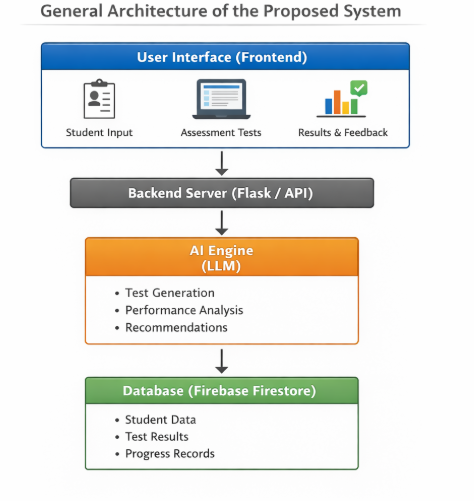 General Architecture of the Proposed System
User Interface (Frontend)
Student Input
Assessment Tests
Results & Feedback
Backend Server (Flask / API)
AI Engine
(LLM)
• Test Generation
• Performance Analysis
• Recommendations
Database (Firebase Firestore)
• Student Data
• Test Results
• Progress Records